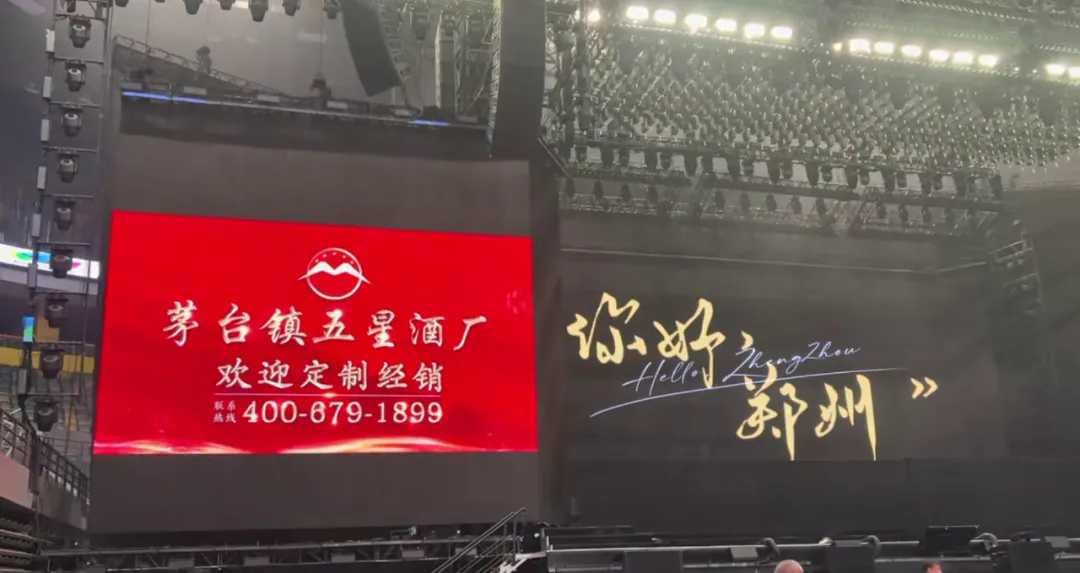 茅台镇五星酒厂
欢迎定制经销
联系
热线
400-679-1899
你好,
Hello ZhengZhou
郑州